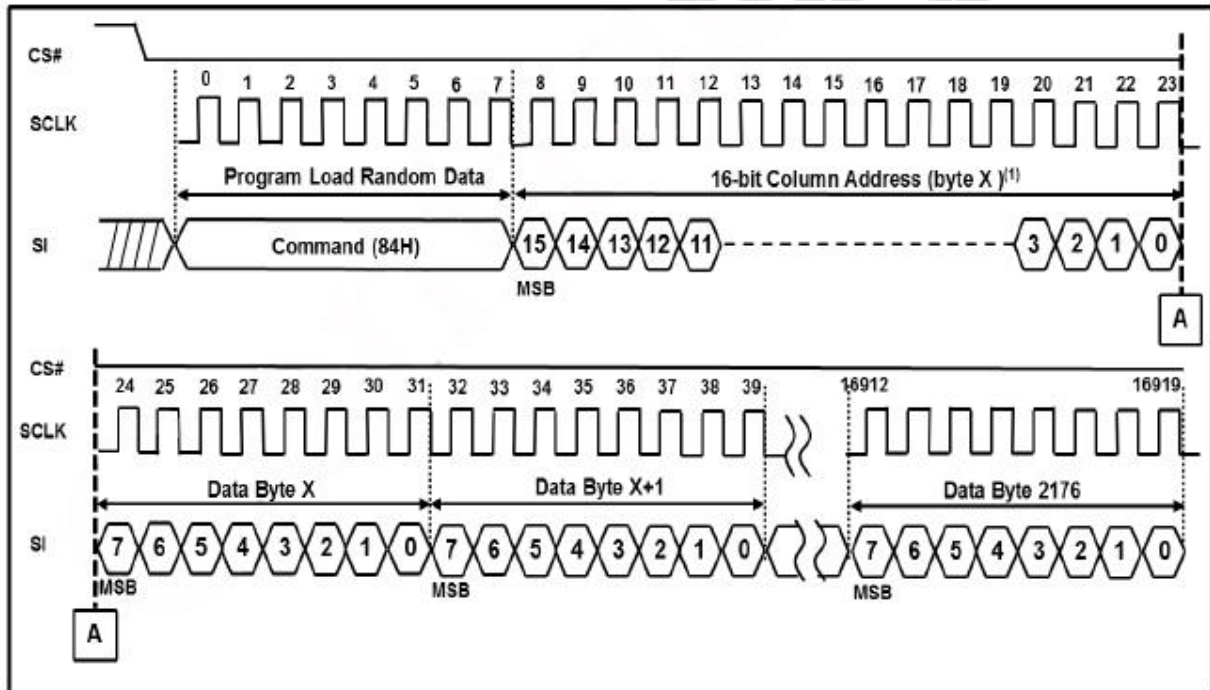 CS#
0 1 2 3 4 5 6 7 8 9 10 11 12 13 14 15 16 17 18 19 20 21 22 23
SCLK
Program Load Random Data 16-bit Column Address (byte X )(1)
SI Command (84H) 15 14 13 12 11 3 2 1 0
MSB
A
CS#
24 25 26 27 28 29 30 31 32 33 34 35 36 37 38 39 16912 16919
SCLK
Data Byte X Data Byte X+1 Data Byte 2176
SI 7 6 5 4 3 2 1 0 7 6 5 4 3 2 1 0 7 6 5 4 3 2 1 0
MSB MSB MSB
A